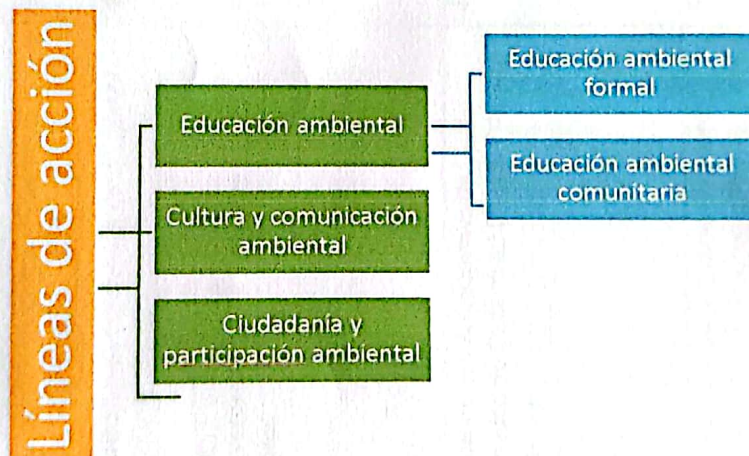 Líneas de acción
Educación ambiental
Cultura y comunicación
ambiental
Ciudadanía y
participación ambiental
Educación ambiental
formal
Educación ambiental
comunitaria